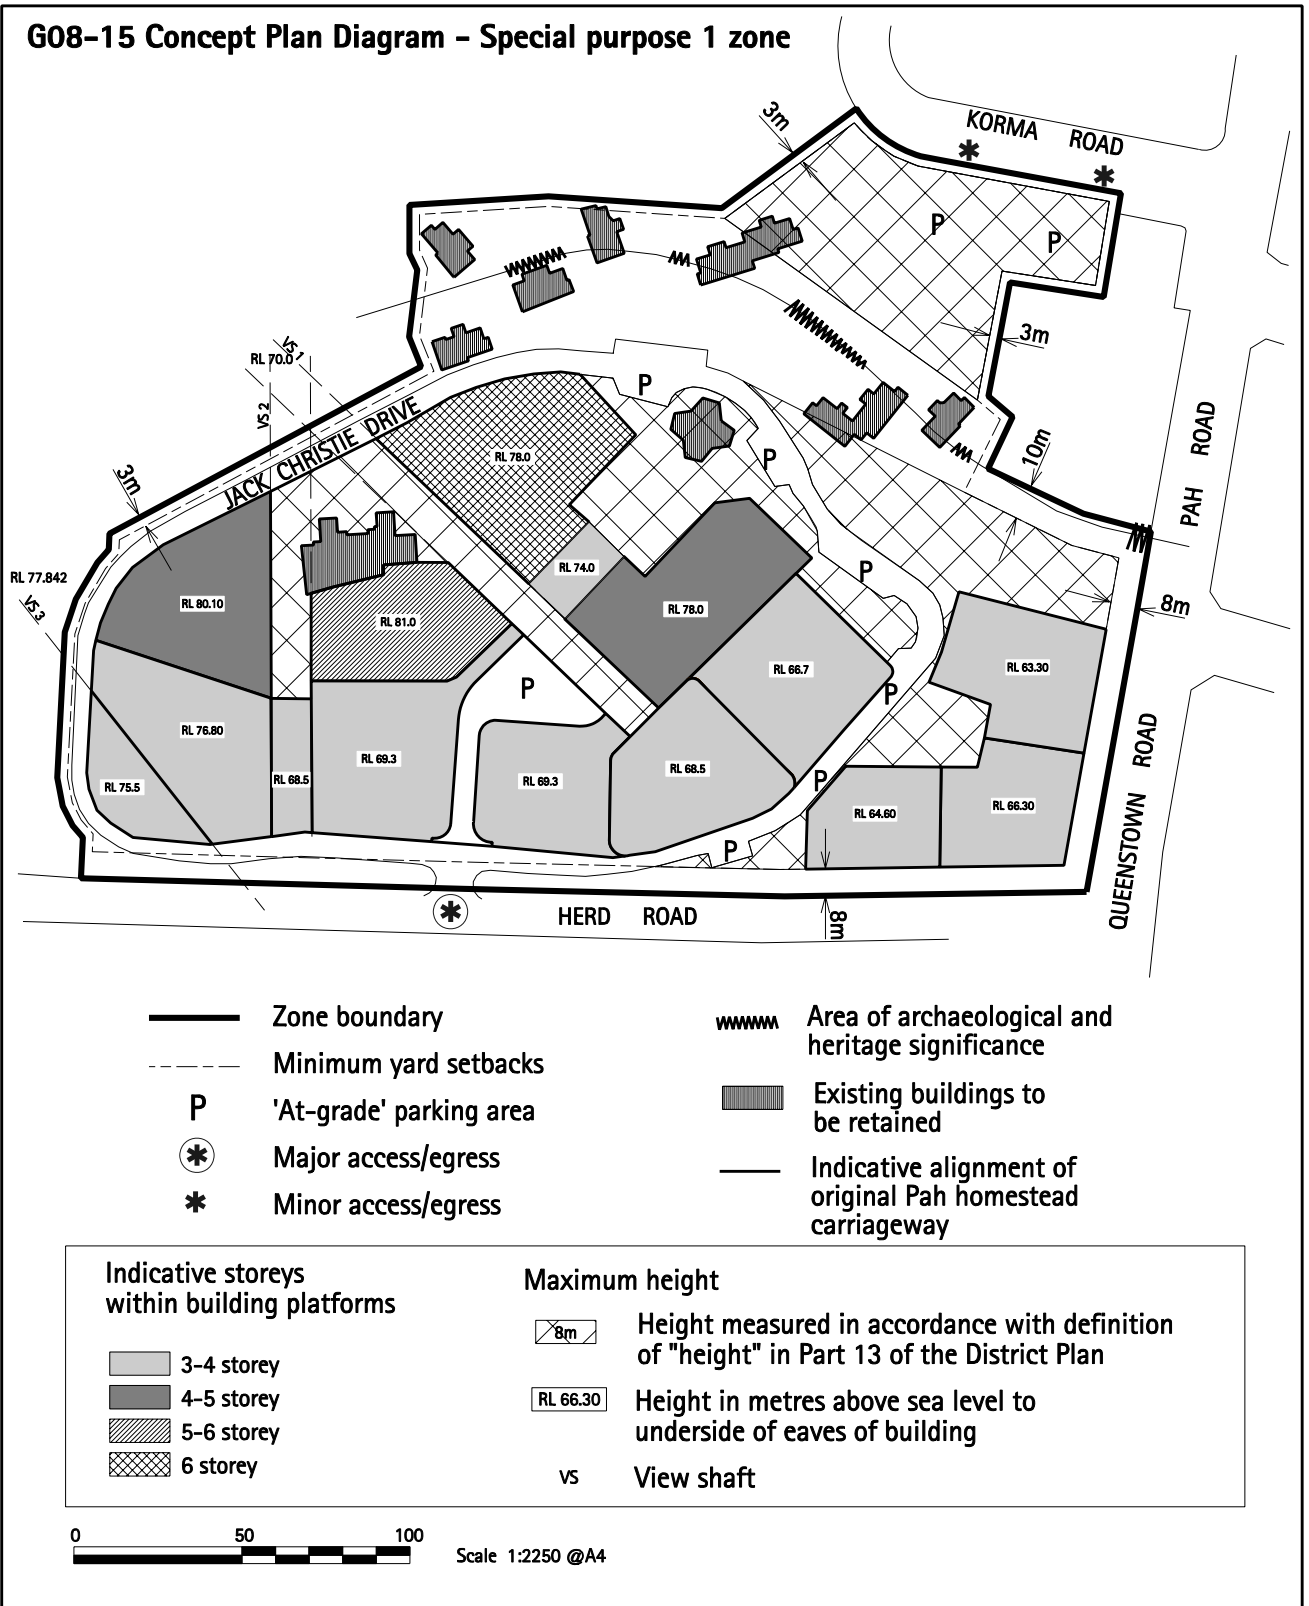 G08-15 Concept Plan Diagram - Special purpose 1 zone
3m
KORMA ROAD
P
P
3m
VS 1
RL 70.0
VS 2
JACK CHRISTIE DRIVE
P
RL 78.0
P
10m
PAH ROAD
3m
RL 77.842
VS3
RL 80.10
RL 81.0
RL 74.0
RL 78.0
P
8m
RL 63.30
RL 66.7
P
P
RL 76.80
RL 75.5
RL 68.5
RL 69.3
RL 69.3
RL 68.5
P
RL 64.60
RL 66.30
P
QUEENSTOWN ROAD
HERD ROAD
8m
Zone boundary
Minimum yard setbacks
P 'At-grade' parking area
Major access/egress
Minor access/egress
Area of archaeological and
heritage significance
Existing buildings to
be retained
Indicative alignment of
original Pah homestead
carriageway
Indicative storeys
within building platforms
3-4 storey
4-5 storey
5-6 storey
6 storey
Maximum height
8m Height measured in accordance with definition
of "height" in Part 13 of the District Plan
RL 66.30 Height in metres above sea level to
underside of eaves of building
VS View shaft
0 50 100
Scale 1:2250 @A4